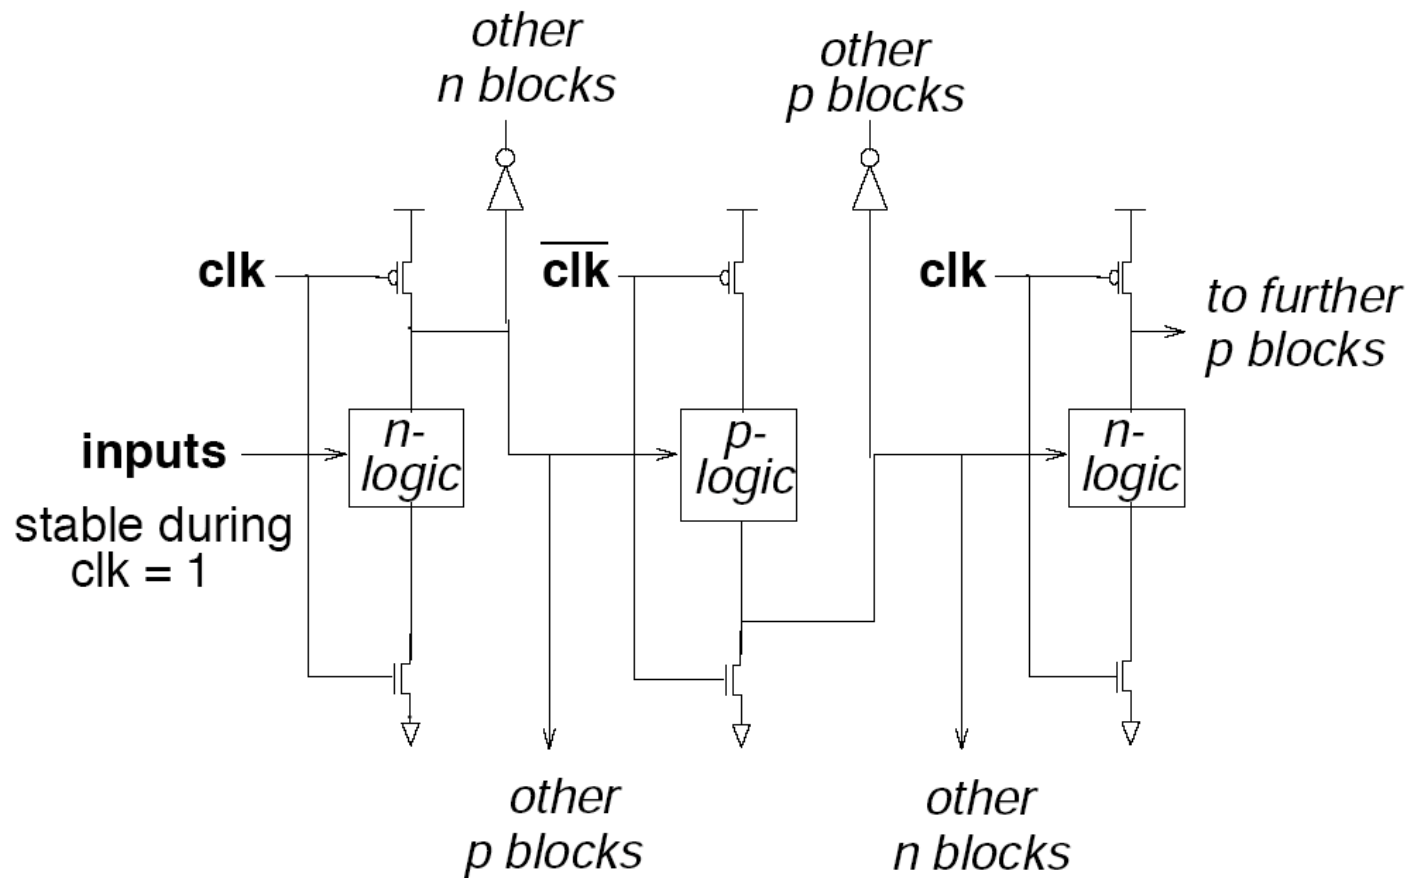 other
n blocks
other
p blocks
clk
clk
clk
to further
p blocks
inputs
stable during
clk = 1
n-
logic
p-
logic
n-
logic
other
p blocks
other
n blocks